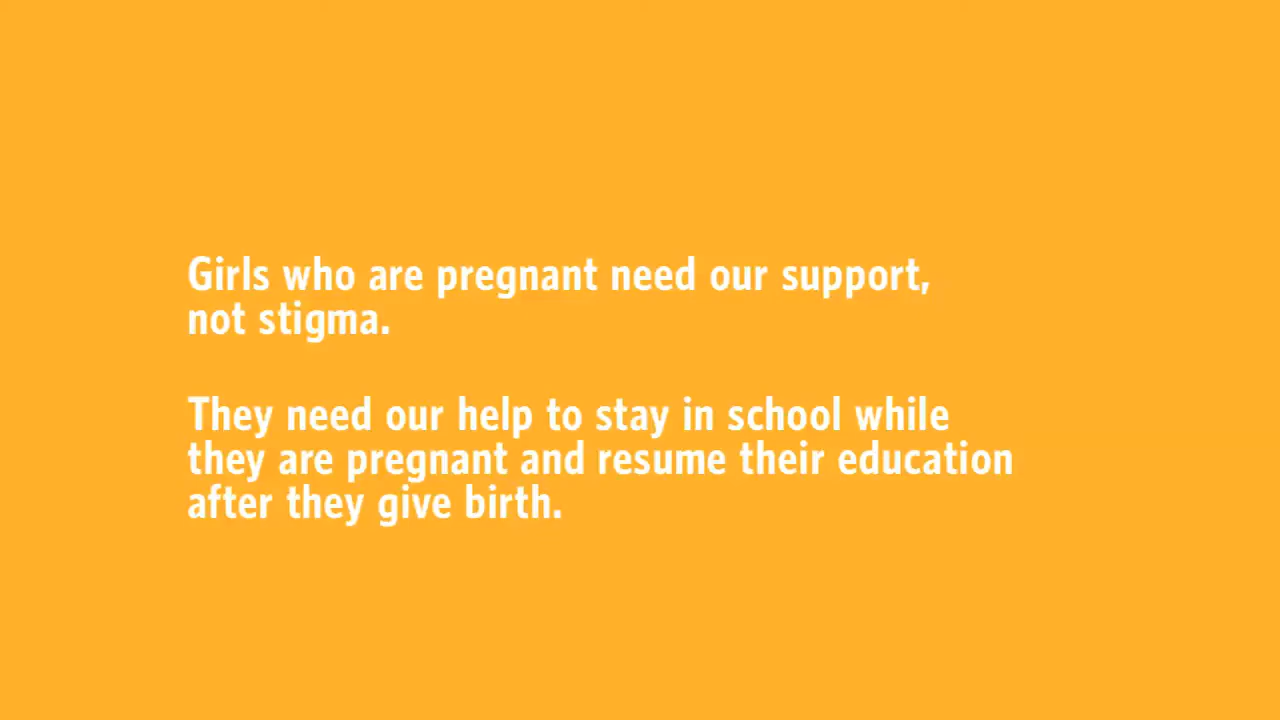 Girls who are pregnant need our support,
not stigma.
They need our help to stay in school while
they are pregnant and resume their education
after they give birth.